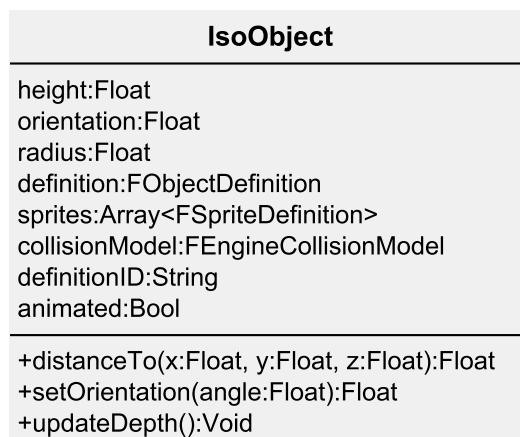 IsoObject
height:Float
orientation:Float
radius:Float
definition:FObjectDefinition
sprites:Array<FSpriteDefinition>
collisionModel:FEngineCollisionModel
definitionID:String
animated:Bool
+distanceTo(x:Float, y:Float, z:Float):Float
+setOrientation(angle:Float):Float
+updateDepth():Void